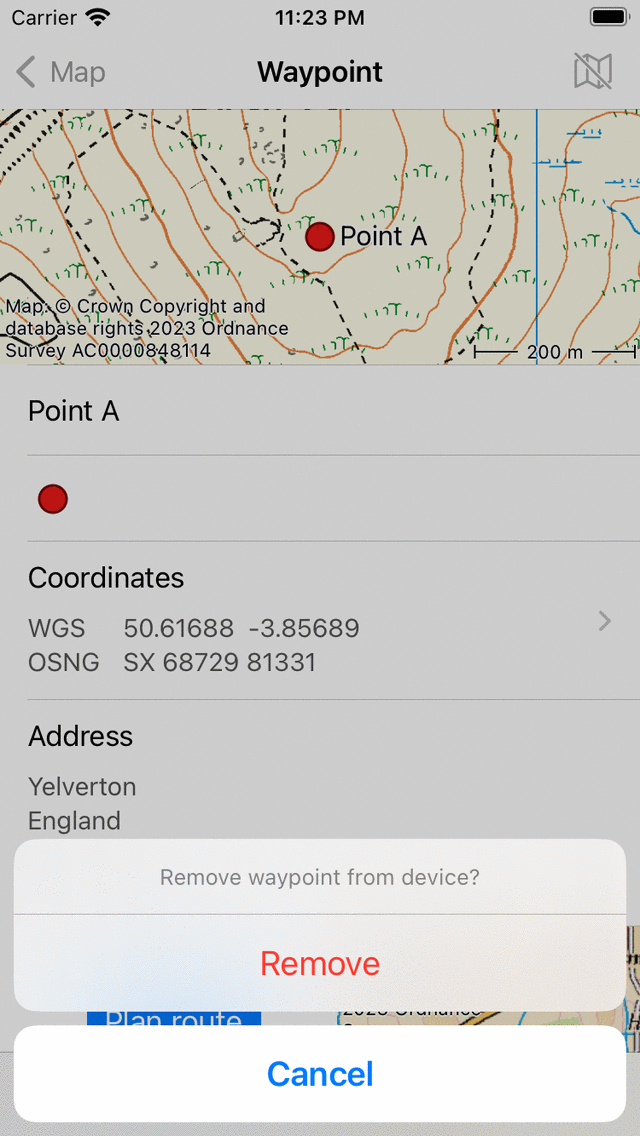 Carrier 11:23 PM
Map Waypoint
Point A
Map: © Crown Copyright and
database rights 2023 Ordnance
Survey AC0000848114
200 m
Point A
Coordinates
WGS 50.61688 -3.85689
OSNG SX 68729 81331
Address
Yelverton
England
Remove waypoint from device?
Remove
Plan route
2023 Ordnance
Cancel